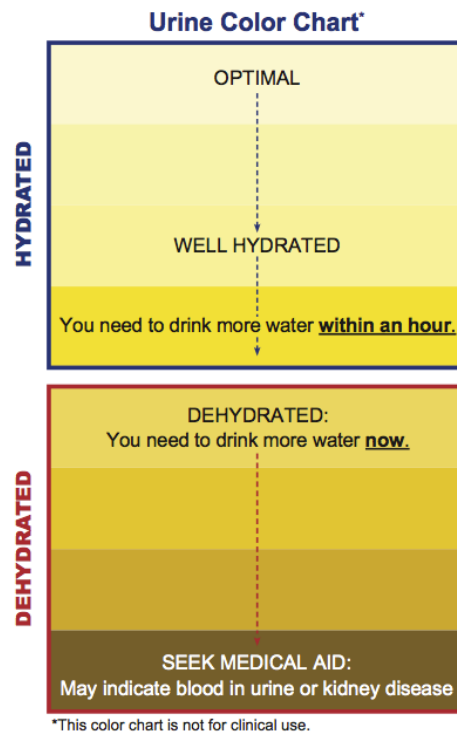 Urine Color Chart*
HYDRATED
OPTIMAL
WELL HYDRATED
You need to drink more water within an hour.
DEHYDRATED
DEHYDRATED:
You need to drink more water now.
SEEK MEDICAL AID:
May indicate blood in urine or kidney disease
*This color chart is not for clinical use.